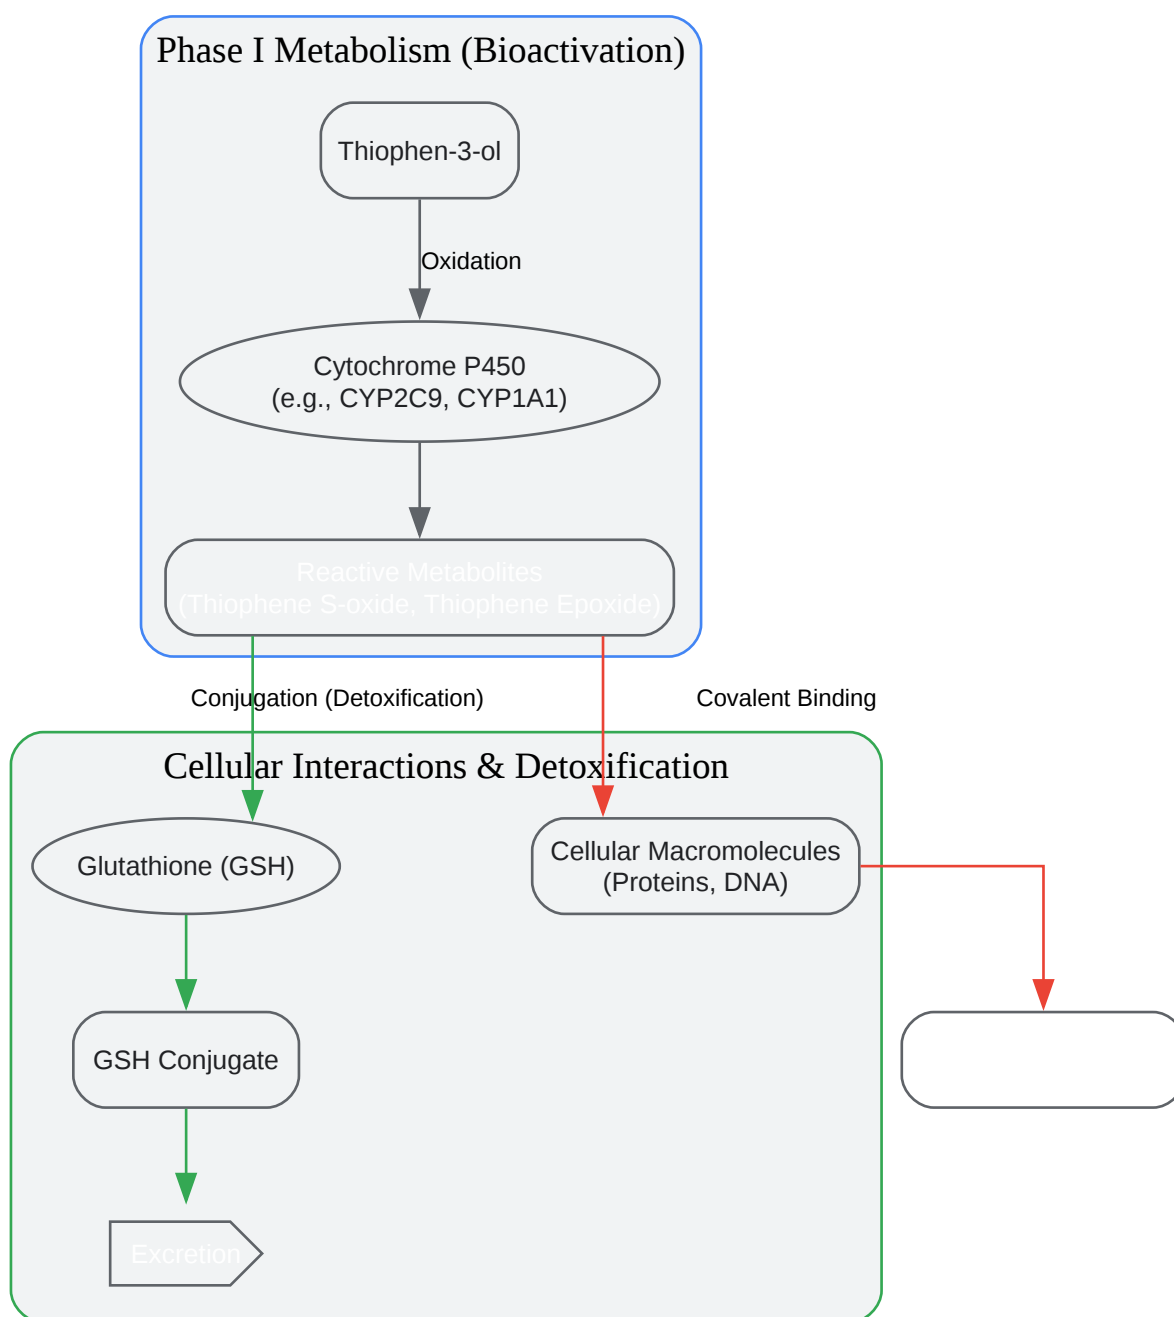 Phase I Metabolism (Bioactivation)
Thiophen-3-ol
Oxidation
Cytochrome P450
(e.g., CYP2C9, CYP1A1)
Reactive Metabolites
(Thiophene S-oxide, Thiophene Epoxide)
Conjugation (Detoxification)
Covalent Binding
Cellular Interactions & Detoxification
Glutathione (GSH)
Cellular Macromolecules
(Proteins, DNA)
GSH Conjugate
Excretion